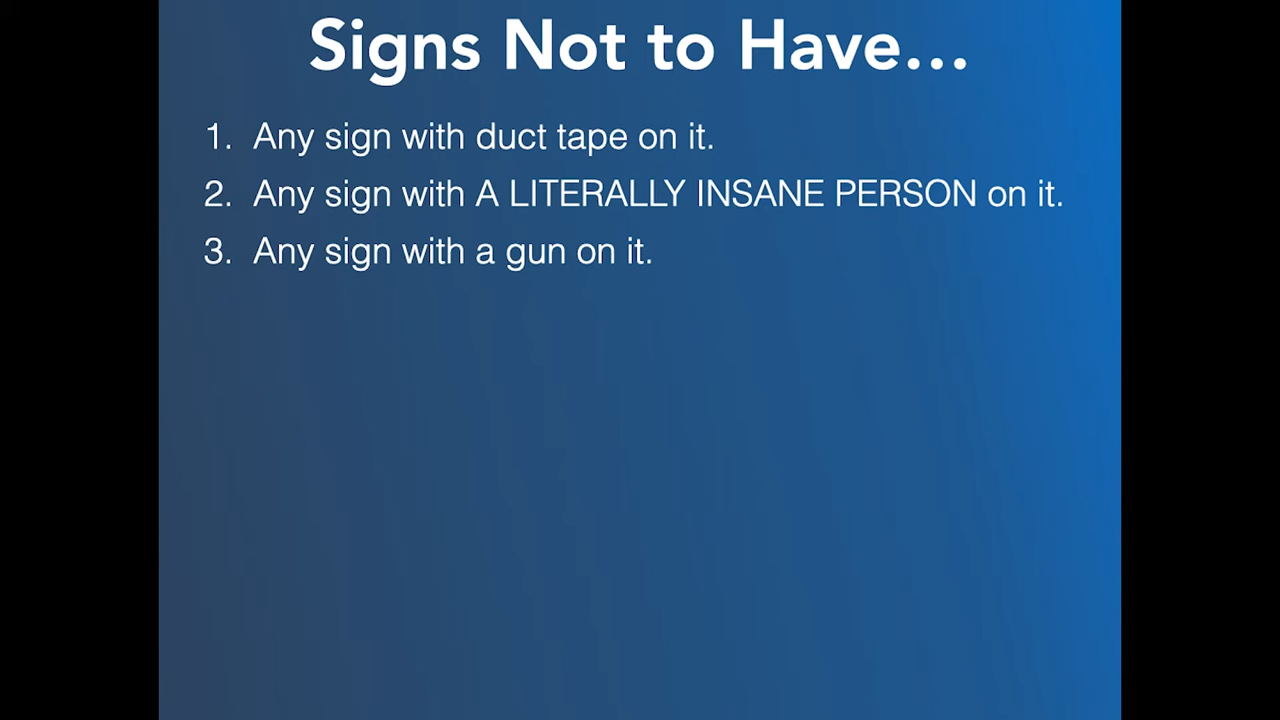 Signs Not to Have…
1. Any sign with duct tape on it.
2. Any sign with A LITERALLY INSANE PERSON on it.
3. Any sign with a gun on it.